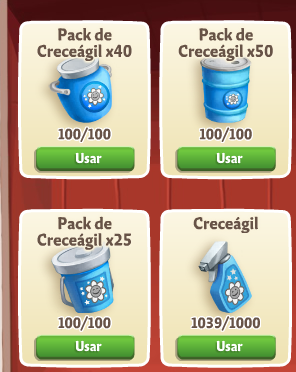 Pack de
Creceágil x40
100/100
Usar
Pack de
Creceágil x50
100/100
Usar
Pack de
Creceágil x25
100/100
Usar
Creceágil
1039/1000
Usar